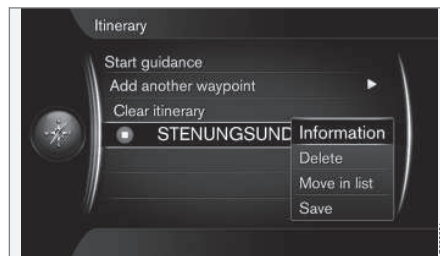 Itinerary
Start guidance
Add another waypoint
Clear itinerary
STENUNGSUND
Information
Delete
Move in list
Save